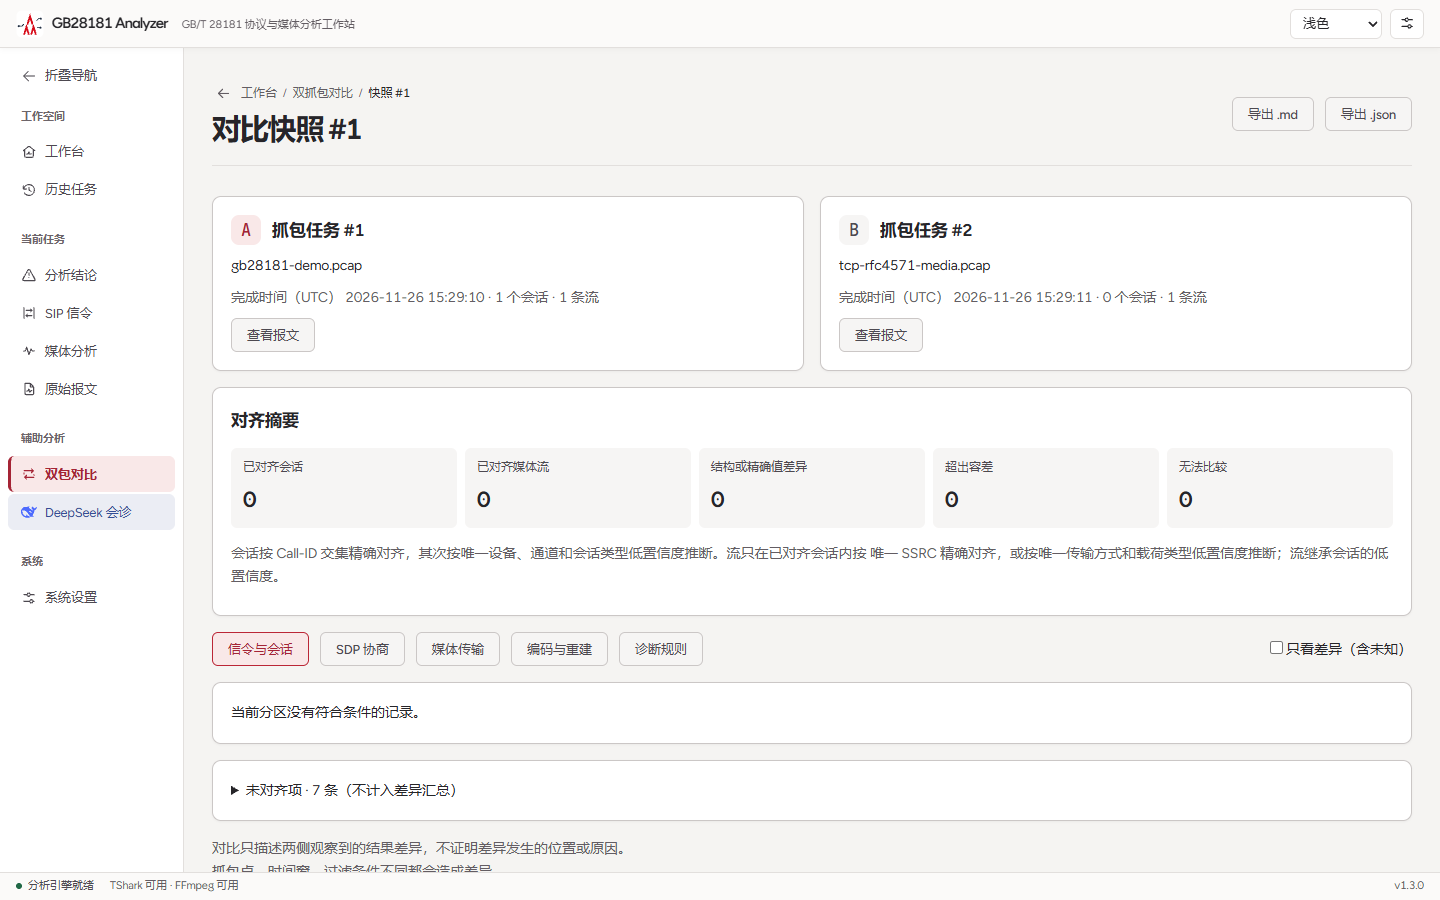 GB28181 Analyzer GB/T 28181 协议与媒体分析工作站
浅色
折叠导航
工作空间
工作台
历史任务
当前任务
分析结论
SIP 信令
媒体分析
原始报文
辅助分析
双包对比
DeepSeek 会诊
系统
系统设置
工作台 / 双抓包对比 / 快照 #1
对比快照 #1
导出 .md
导出 .json
A 抓包任务 #1
gb28181-demo.pcap
完成时间（UTC） 2026-11-26 15:29:10 · 1 个会话 · 1 条流
查看报文
B 抓包任务 #2
tcp-rfc4571-media.pcap
完成时间（UTC） 2026-11-26 15:29:11 · 0 个会话 · 1 条流
查看报文
对齐摘要
已对齐会话
0
已对齐媒体流
0
结构或精确值差异
0
超出容差
0
无法比较
0
会话按 Call-ID 交集精确对齐，其次按唯一设备、通道和会话类型低置信度推断。流只在已对齐会话内按 唯一 SSRC 精确对齐，或按唯一传输方式和载荷类型低置信度推断；流继承会话的低
置信度。
信令与会话
SDP 协商
媒体传输
编码与重建
诊断规则
只看差异（含未知）
当前分区没有符合条件的记录。
未对齐项 · 7 条（不计入差异汇总）
对比只描述两侧观察到的结果差异，不证明差异发生的位置或原因。
抓包点、时间窗、过滤条件不同都会造成差异。
分析引擎就绪 TShark 可用 · FFmpeg 可用
v1.3.0